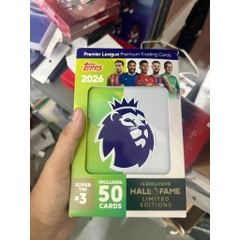 Premier League Premium Trading Cards
Topps
2026
SUPER
TIN
#3
INCLUDES:
50
CARDS
EXCLUSIVE
HALL OF FAME
LIMITED
EDITIONS